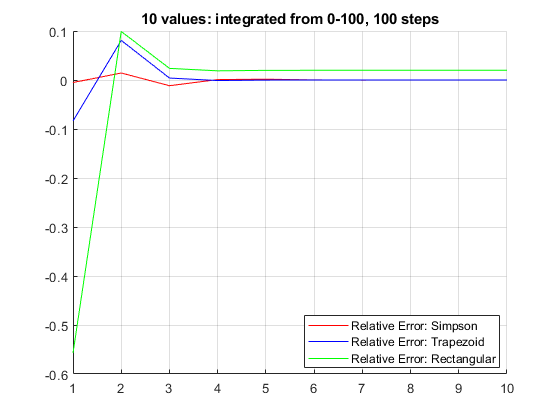 10 values: integrated from 0-100, 100 steps
0.1
0
-0.1
-0.2
-0.3
-0.4
-0.5
-0.6
Relative Error: Simpson
Relative Error: Trapezoid
Relative Error: Rectangular
1 2 3 4 5 6 7 8 9 10